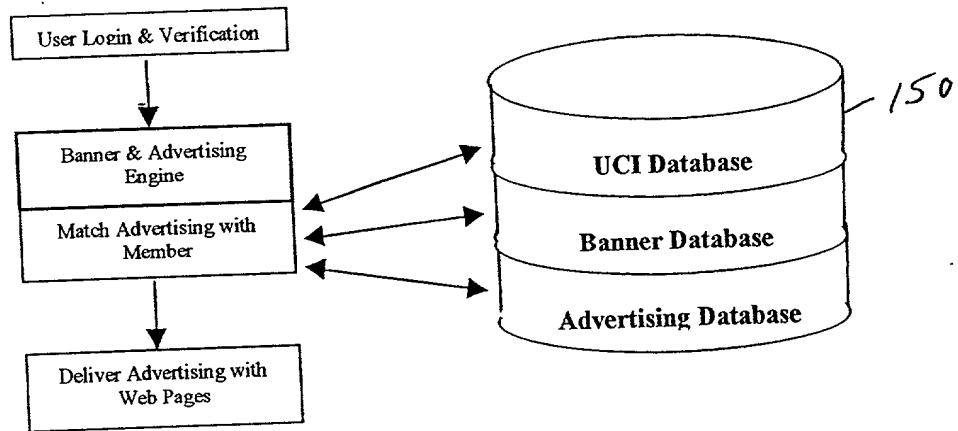 User Login & Verification
Banner & Advertising
Engine
Match Advertising with
Member
Deliver Advertising with
Web Pages
UCI Database
Banner Database
Advertising Database
150